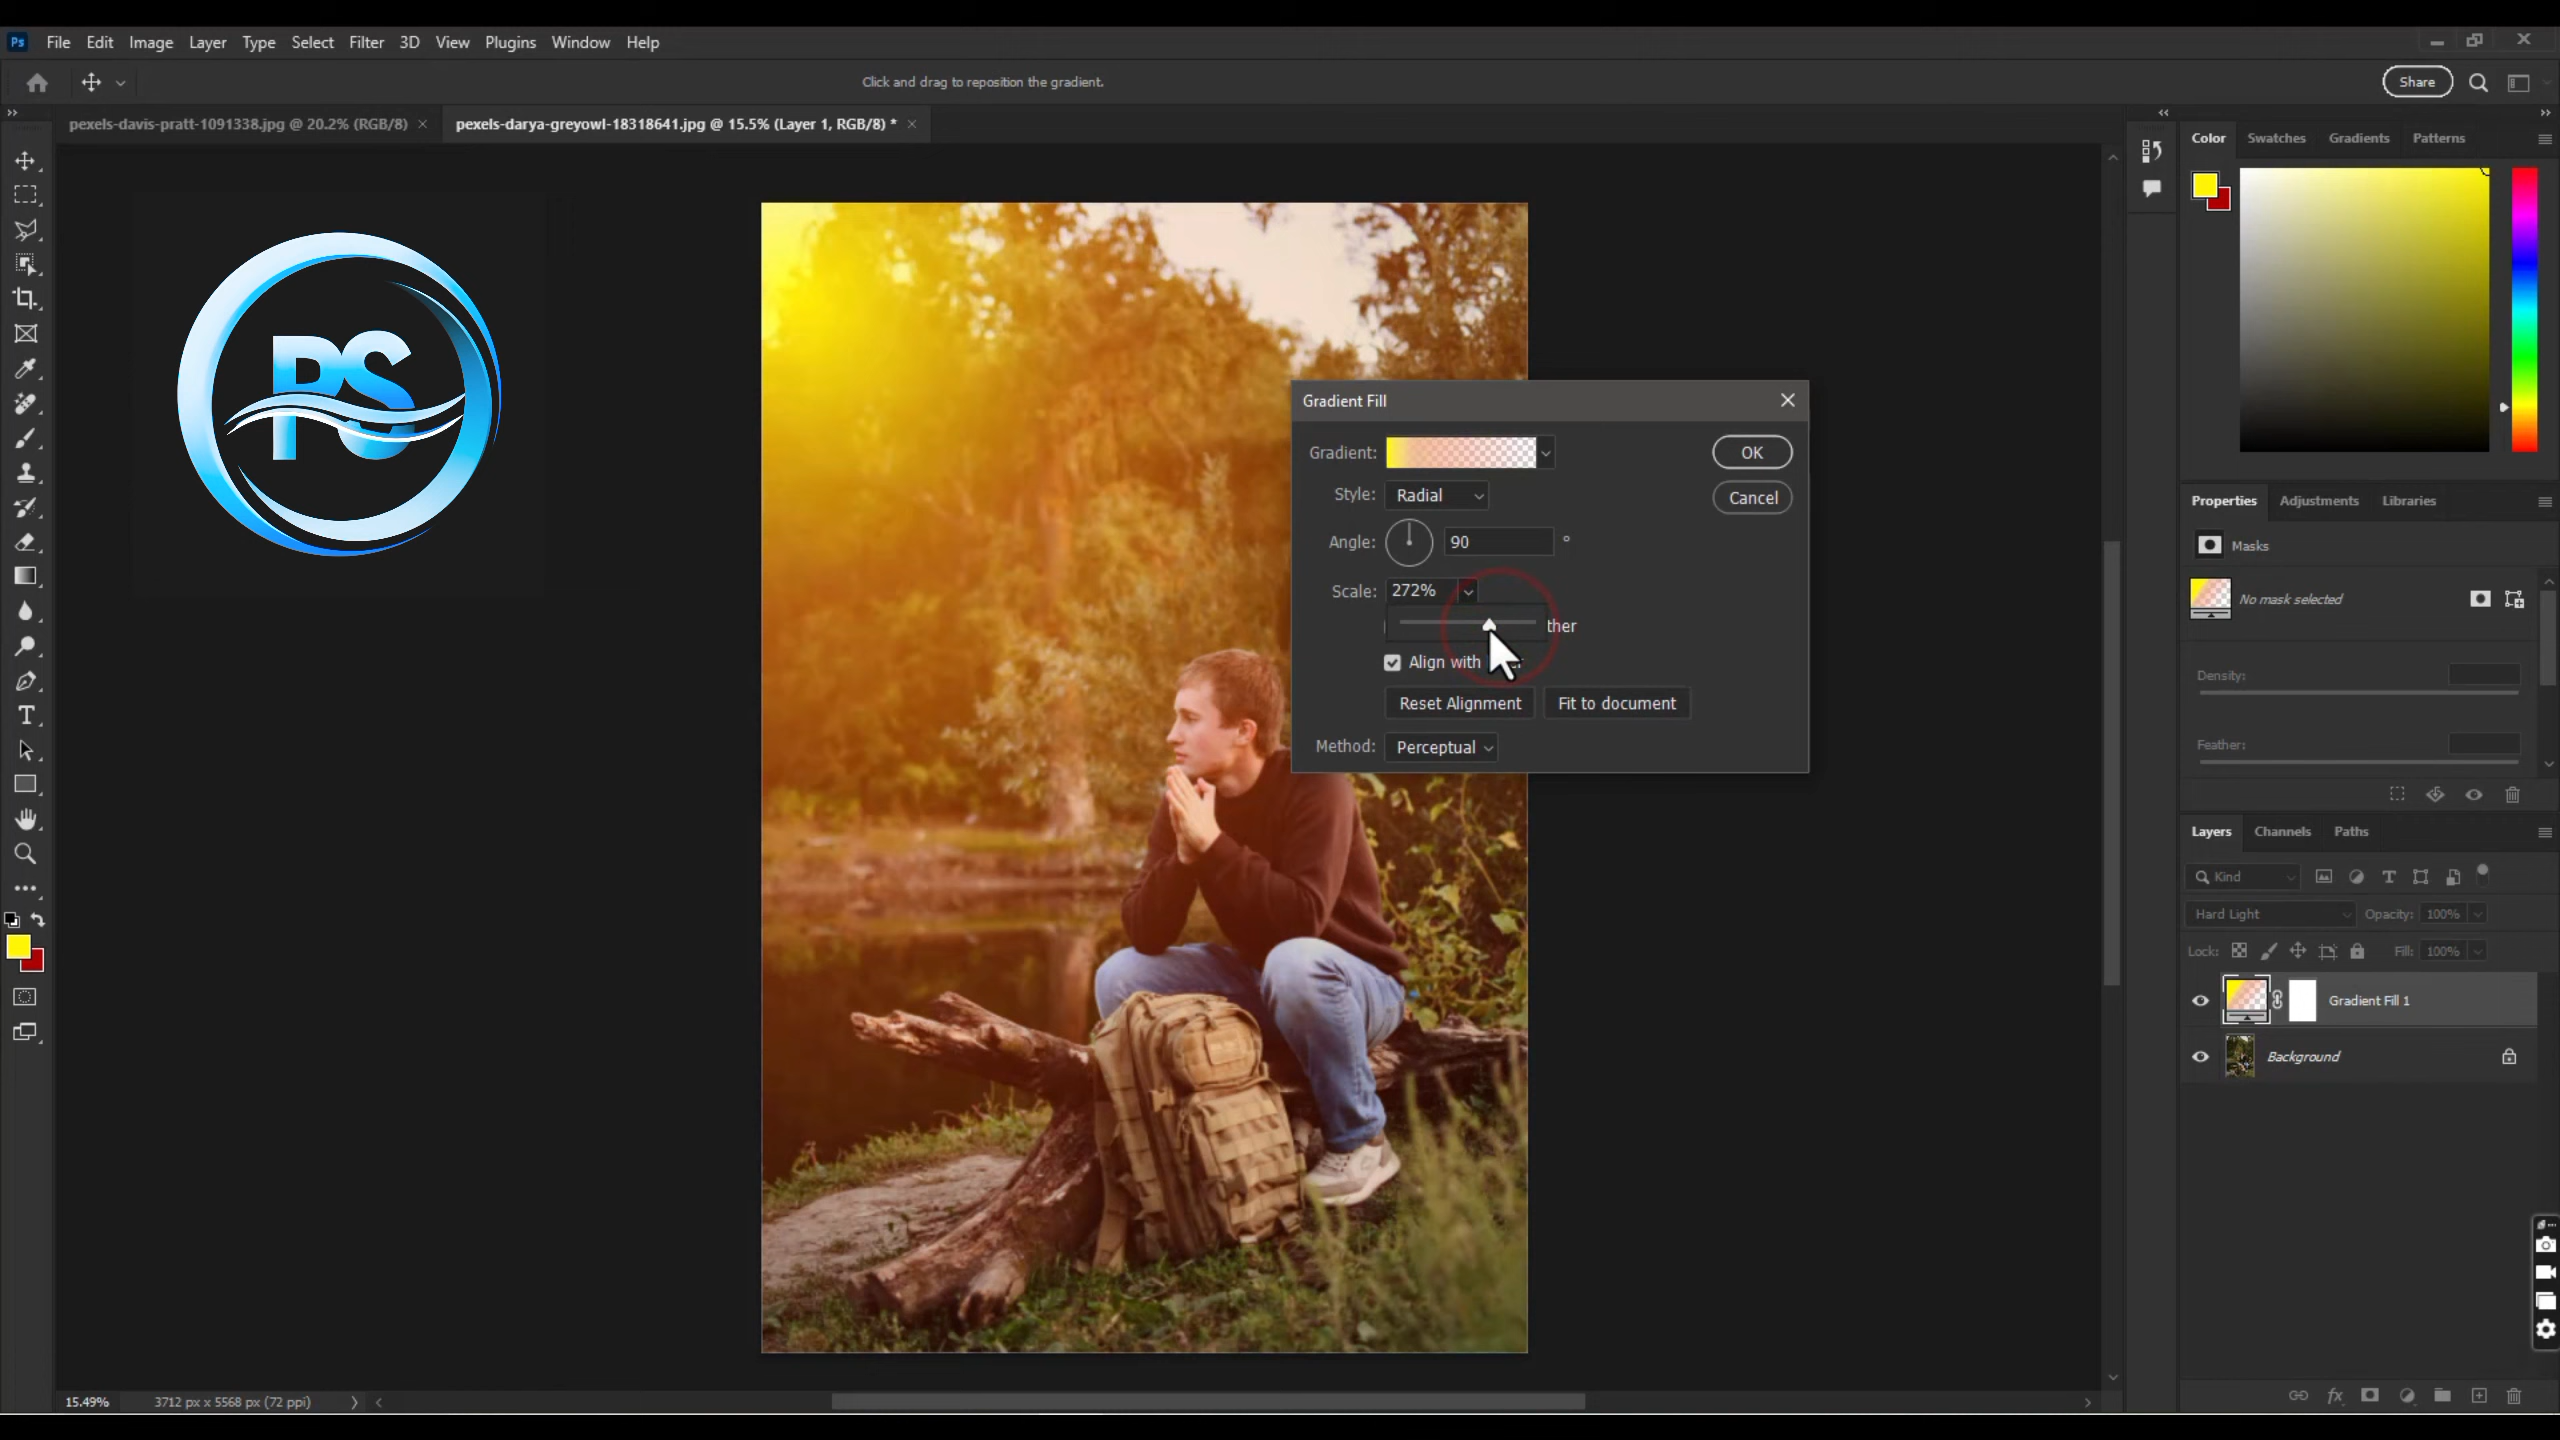 Ps File Edit Image Layer Type Select Filter 3D View Plugins Window Help
Click and drag to reposition the gradient.
Share
pexels-davis-pratt-1091338.jpg @ 20.2% (RGB/8)
pexels-darya-greyowl-18318641.jpg @ 15.5% (Layer 1, RGB/8) *
Color Swatches Gradients Patterns
PS
Gradient Fill
Gradient:
OK
Style: Radial
Cancel
Angle: 90 °
Scale: 272%
ther
Align with
Reset Alignment Fit to document
Method: Perceptual
Properties Adjustments Libraries
Masks
No mask selected
Density:
Feather:
Layers Channels Paths
Kind
Hard Light Opacity: 100%
Lock: Fill: 100%
Gradient Fill 1
Background
15.49% 3712 px x 5568 px (72 ppi)
fx